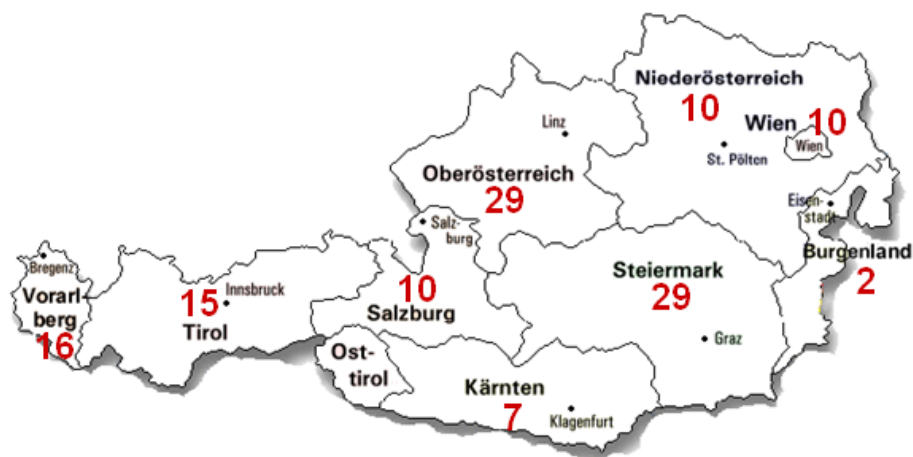 Niederösterreich
10
Wien 10
Wien
St. Pölten
Linz
Oberösterreich
29
Eisen-
stadt
Salz-
burg
Burgenland
2
Bregenz
Vorarl
berg
16
15
Innsbruck
Tirol
10
Salzburg
Steiermark
29
Graz
Ost-
tirol
Kärnten
7
Klagenfurt